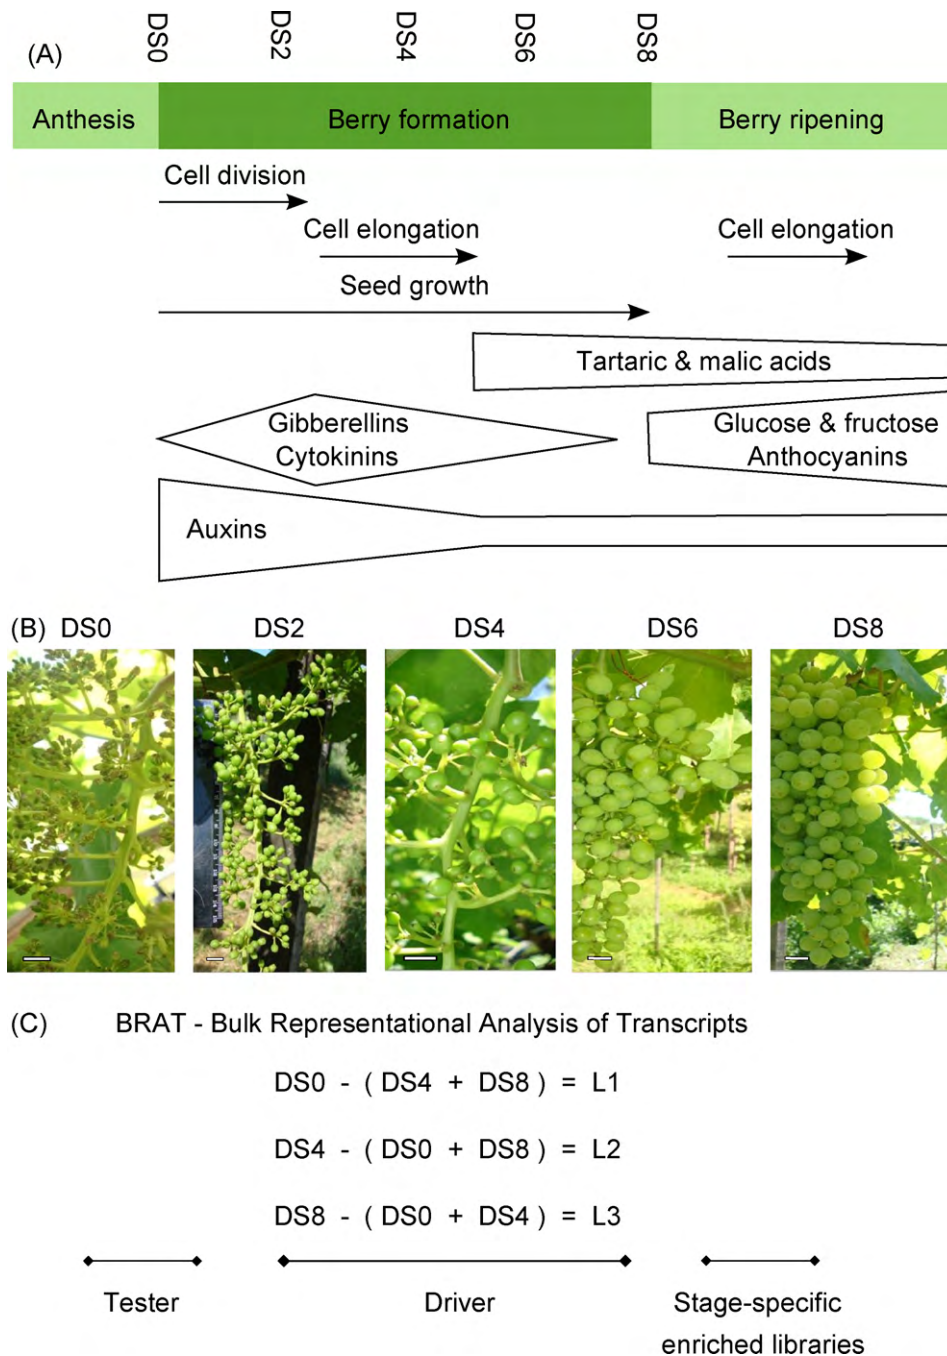 (A)
DS0 DS2 DS4 DS6 DS8
Anthesis Berry formation Berry ripening
Cell division
Cell elongation Cell elongation
Seed growth
Tartaric & malic acids
Gibberellins
Cytokinins
Glucose & fructose
Anthocyanins
Auxins
(B) DS0 DS2 DS4 DS6 DS8
(C) BRAT - Bulk Representational Analysis of Transcripts
DS0 - ( DS4 + DS8 ) = L1
DS4 - ( DS0 + DS8 ) = L2
DS8 - ( DS0 + DS4 ) = L3
Tester Driver Stage-specific
enriched libraries